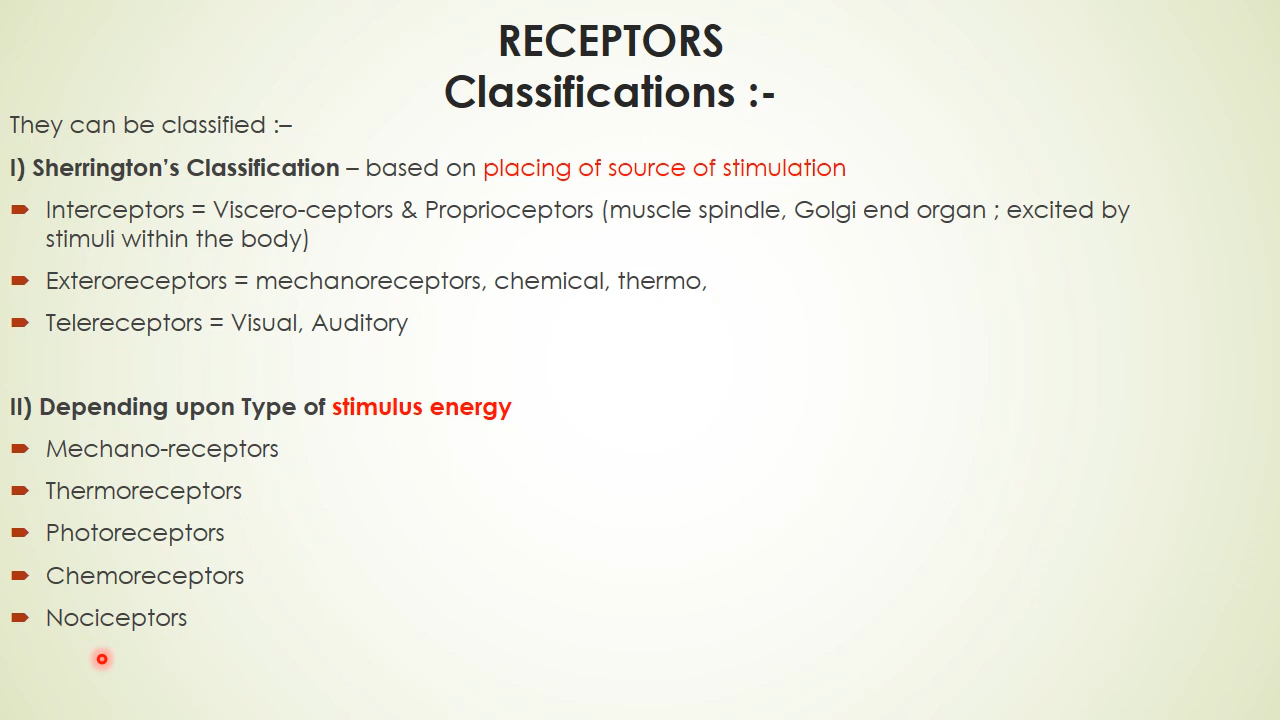 RECEPTORS
Classifications :-
They can be classified :–
I) Sherrington’s Classification – based on placing of source of stimulation
Interceptors = Viscero-ceptors & Proprioceptors (muscle spindle, Golgi end organ ; excited by
stimuli within the body)
Exteroreceptors = mechanoreceptors, chemical, thermo,
Telereceptors = Visual, Auditory
II) Depending upon Type of stimulus energy
Mechano-receptors
Thermoreceptors
Photoreceptors
Chemoreceptors
Nociceptors